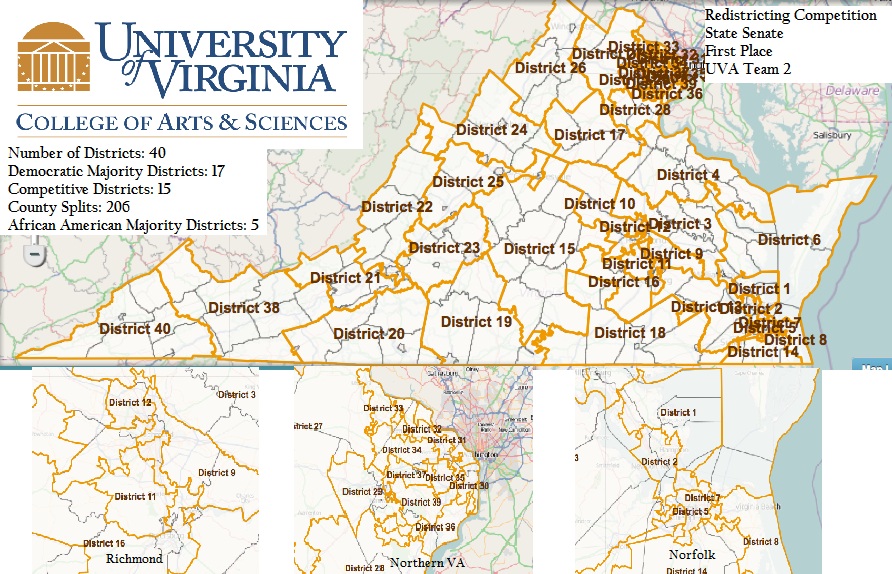 UNIVERSITY
of VIRGINIA
COLLEGE OF ARTS & SCIENCES
Redistricting Competition
State Senate
First Place
UVA Team 2
Number of Districts: 40
Democratic Majority Districts: 17
Competitive Districts: 15
County Splits: 206
African American Majority Districts: 5
Delaware
Salisbury
District 33
District 26
District 36
District 28
District 24
District 17
District 25
District 4
District 22
District 10
District 3
District 23
District 15
District 6
District 9
District 11
District 21
District 16
District 1
District 38
District 2
District 40
District 19
District 20
District 18
District 7
District 5
District 8
District 14
District 12
District 3
District 9
District 11
District 16
Richmond
District 33
District 27
District 32
District 31
District 34
District 37
District 35
District 30
District 29
District 39
District 36
District 28
Northern VA
District 1
3
District 2
District 7
District 5
District 8
Norfolk
District 14